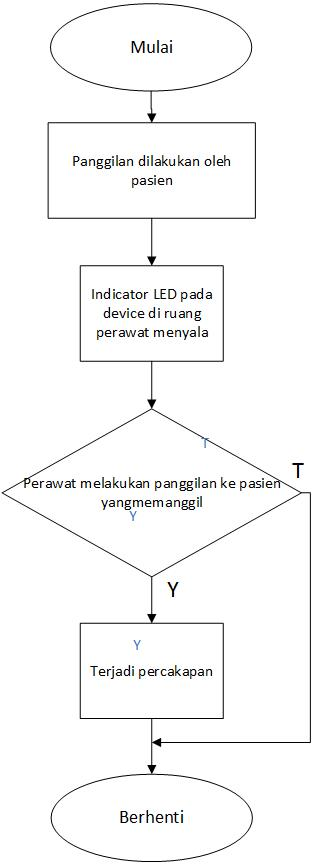 Mulai
Panggilan dilakukan oleh
pasien
Indicator LED pada
device di ruang
perawat menyala
T
T
Perawat melakukan panggilan ke pasien
yangmemanggil
Y
Y
Y
Terjadi percakapan
Berhenti